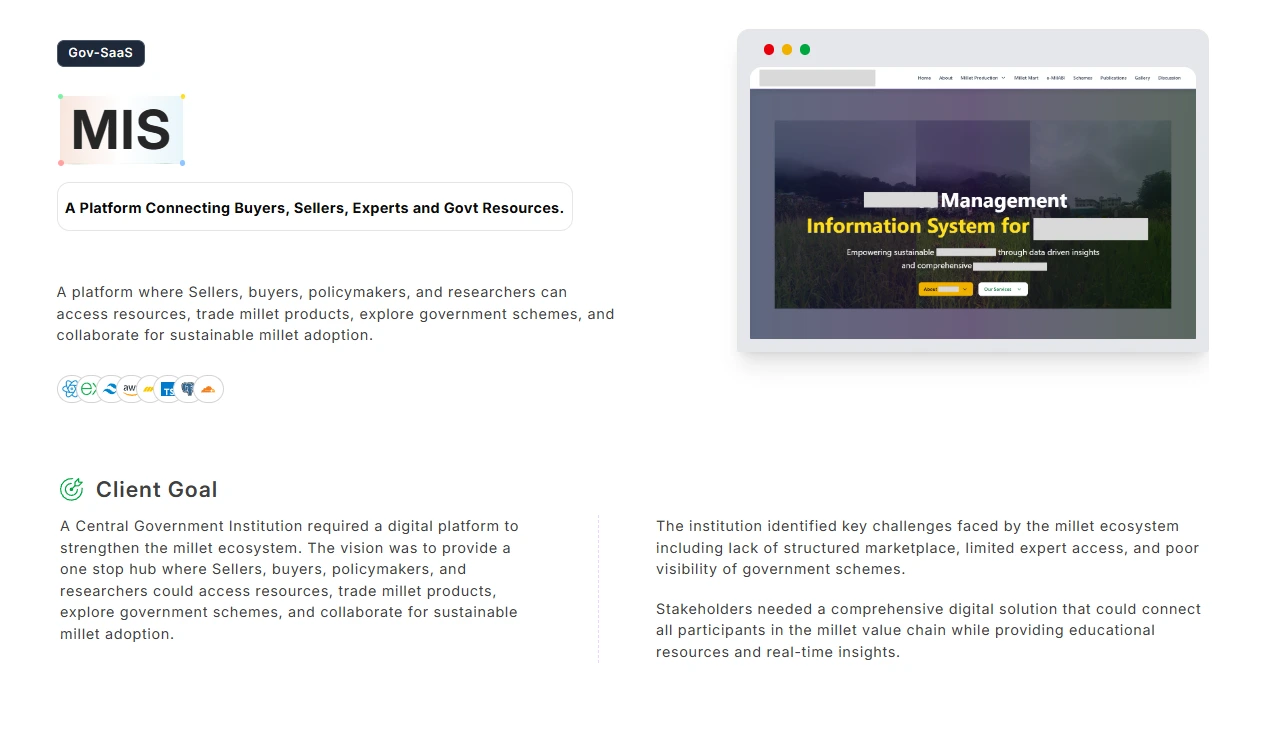 Gov-SaaS
MIS
A Platform Connecting Buyers, Sellers, Experts and Govt Resources.
A platform where Sellers, buyers, policymakers, and researchers can
access resources, trade millet products, explore government schemes, and
collaborate for sustainable millet adoption.
ex
aws
TS
Home About Millet Production Millet Mart e-MIIABI Schemes Publications Gallery Discussion
Management
Information System for
Empowering sustainable through data driven insights
and comprehensive
About
Our Services
Client Goal
A Central Government Institution required a digital platform to
strengthen the millet ecosystem. The vision was to provide a
one stop hub where Sellers, buyers, policymakers, and
researchers could access resources, trade millet products,
explore government schemes, and collaborate for sustainable
millet adoption.
The institution identified key challenges faced by the millet ecosystem
including lack of structured marketplace, limited expert access, and poor
visibility of government schemes.
Stakeholders needed a comprehensive digital solution that could connect
all participants in the millet value chain while providing educational
resources and real-time insights.